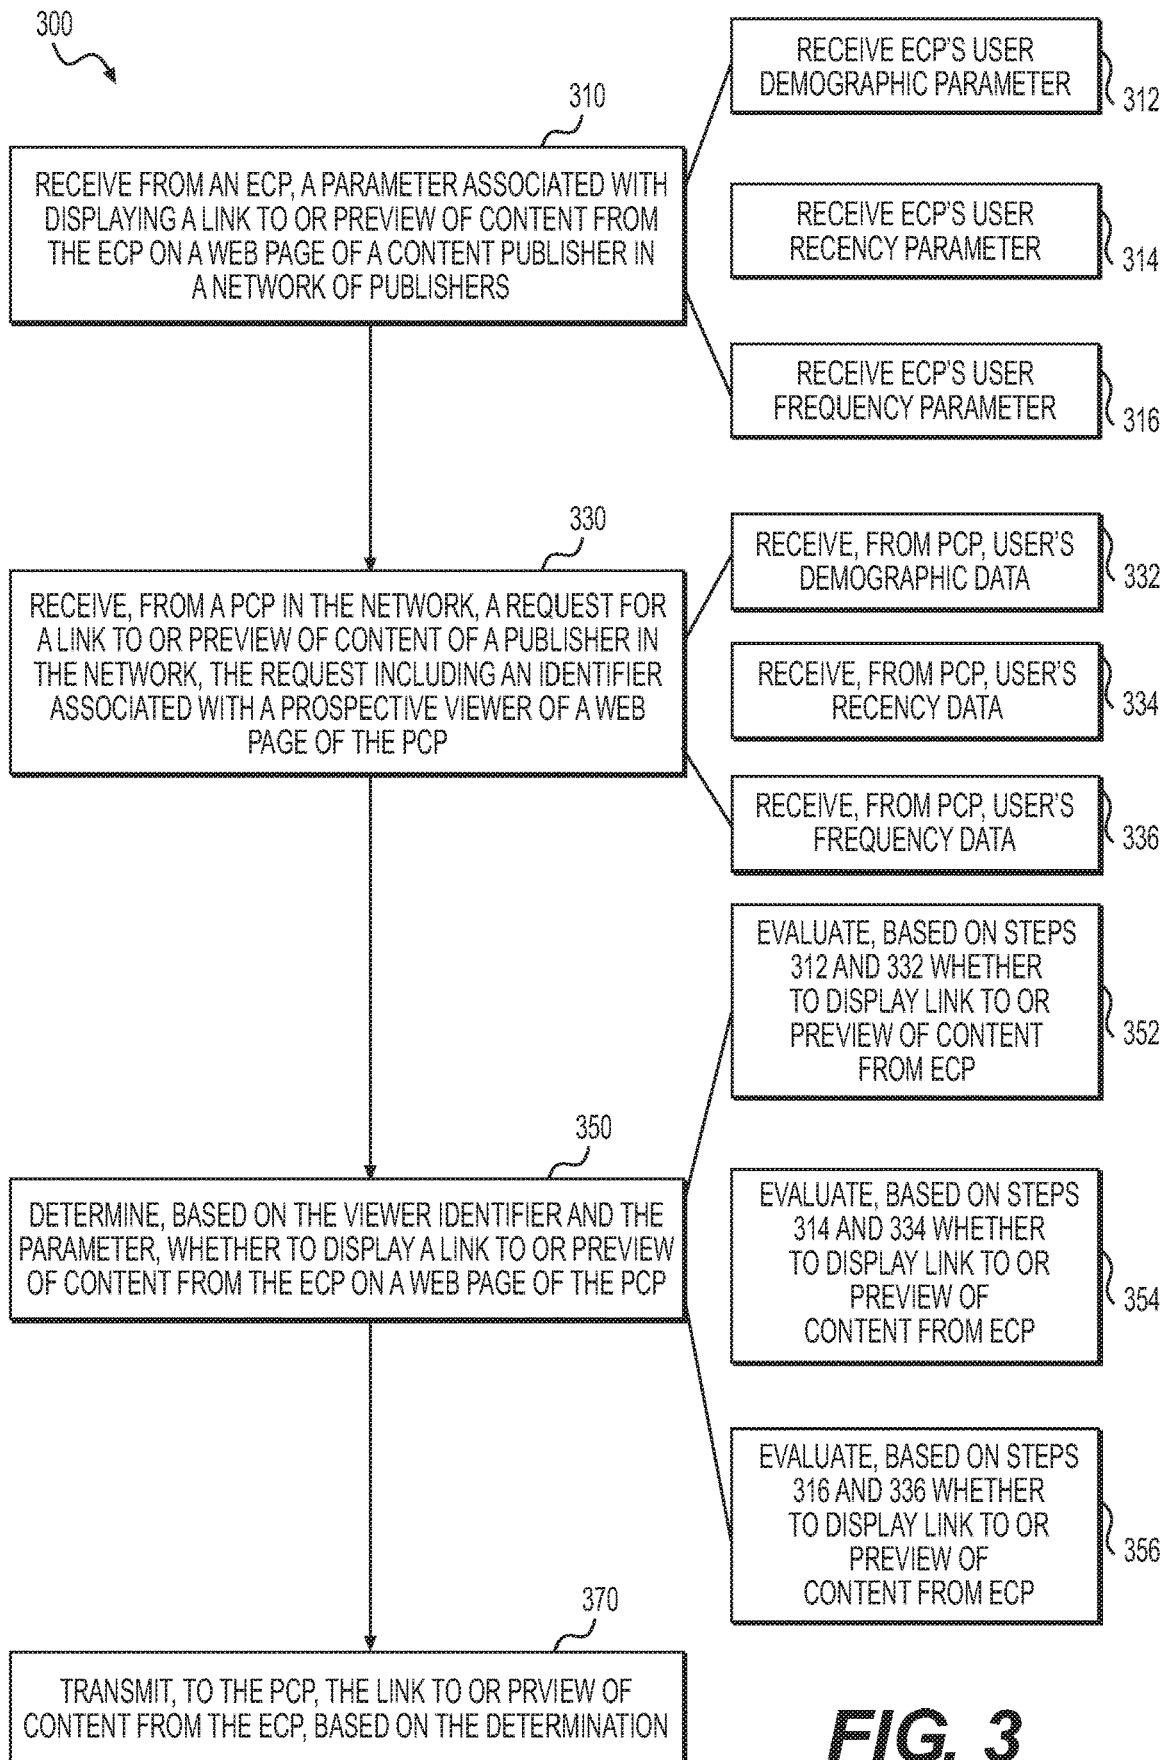 300
310
RECEIVE FROM AN ECP, A PARAMETER ASSOCIATED WITH
DISPLAYING A LINK TO OR PREVIEW OF CONTENT FROM
THE ECP ON A WEB PAGE OF A CONTENT PUBLISHER IN
A NETWORK OF PUBLISHERS
RECEIVE ECP'S USER
DEMOGRAPHIC PARAMETER
312
RECEIVE ECP'S USER
RECENCY PARAMETER
314
RECEIVE ECP'S USER
FREQUENCY PARAMETER
316
330
RECEIVE, FROM A PCP IN THE NETWORK, A REQUEST FOR
A LINK TO OR PREVIEW OF CONTENT OF A PUBLISHER IN
THE NETWORK, THE REQUEST INCLUDING AN IDENTIFIER
ASSOCIATED WITH A PROSPECTIVE VIEWER OF A WEB
PAGE OF THE PCP
RECEIVE, FROM PCP, USER'S
DEMOGRAPHIC DATA
332
RECEIVE, FROM PCP, USER'S
RECENCY DATA
334
RECEIVE, FROM PCP, USER'S
FREQUENCY DATA
336
350
DETERMINE, BASED ON THE VIEWER IDENTIFIER AND THE
PARAMETER, WHETHER TO DISPLAY A LINK TO OR PREVIEW
OF CONTENT FROM THE ECP ON A WEB PAGE OF THE PCP
EVALUATE, BASED ON STEPS
312 AND 332 WHETHER
TO DISPLAY LINK TO OR
PREVIEW OF CONTENT
FROM ECP
352
EVALUATE, BASED ON STEPS
314 AND 334 WHETHER
TO DISPLAY LINK TO OR
PREVIEW OF
CONTENT FROM ECP
354
EVALUATE, BASED ON STEPS
316 AND 336 WHETHER
TO DISPLAY LINK TO OR
PREVIEW OF
CONTENT FROM ECP
356
370
TRANSMIT, TO THE PCP, THE LINK TO OR PRVIEW OF
CONTENT FROM THE ECP, BASED ON THE DETERMINATION
FIG. 3